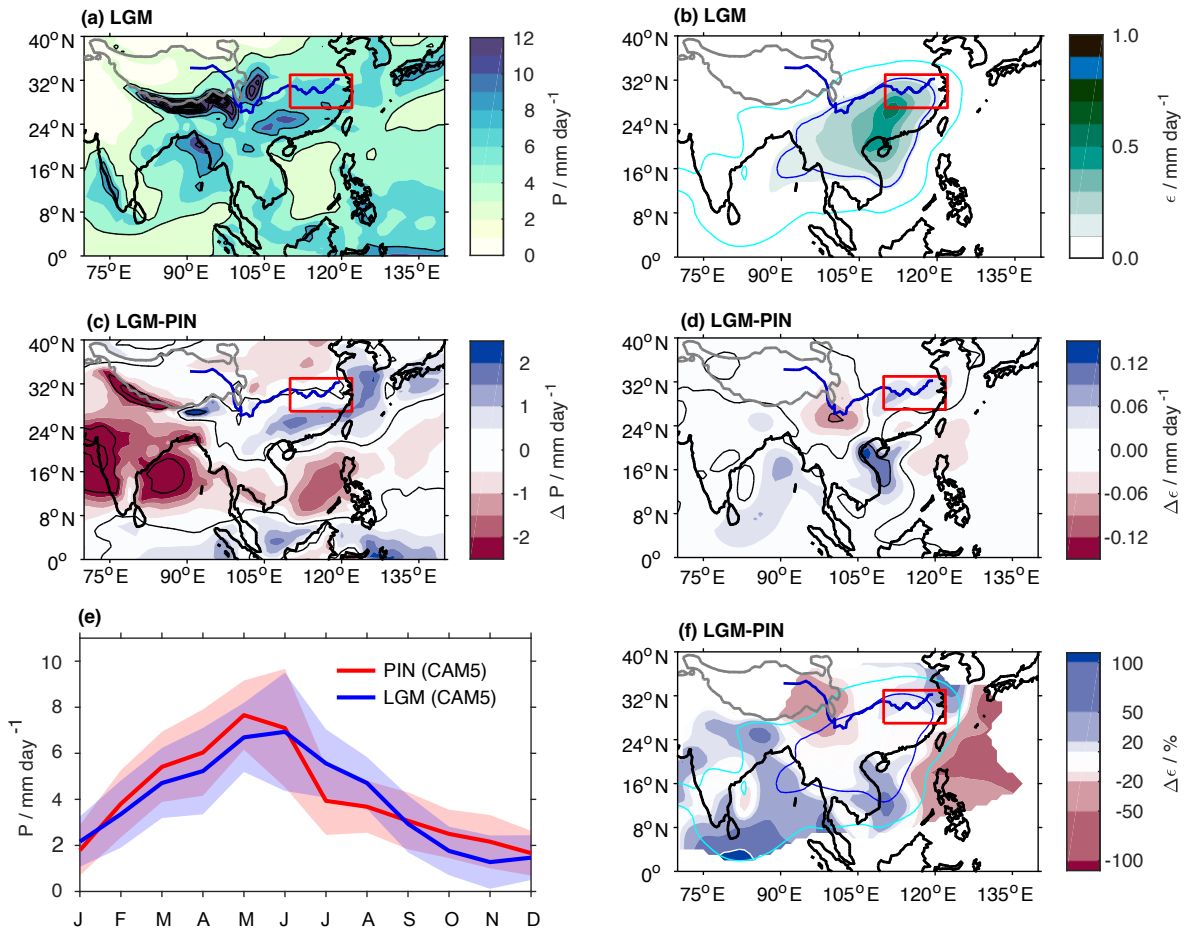 (a) LGM
40° N
32° N
24° N
16° N
8° N
0°
75° E
90° E
105° E
120° E
135° E
12
10
8
6
4
2
0
P / mm day⁻¹
(b) LGM
40° N
32° N
24° N
16° N
8° N
0°
75° E
90° E
105° E
120° E
135° E
1.0
0.5
0.0
ϵ / mm day⁻¹
(c) LGM-PIN
40° N
32° N
24° N
16° N
8° N
0°
75° E
90° E
105° E
120° E
135° E
2
1
0
-1
-2
Δ P / mm day⁻¹
(d) LGM-PIN
40° N
32° N
24° N
16° N
8° N
0°
75° E
90° E
105° E
120° E
135° E
0.12
0.06
0.00
-0.06
-0.12
Δϵ / mm day⁻¹
(e)
10
8
6
4
2
0
P / mm day⁻¹
PIN (CAM5)
LGM (CAM5)
J F M A M J J A S O N D
(f) LGM-PIN
40° N
32° N
24° N
16° N
8° N
0°
75° E
90° E
105° E
120° E
135° E
100
50
20
-20
-50
-100
Δϵ / %